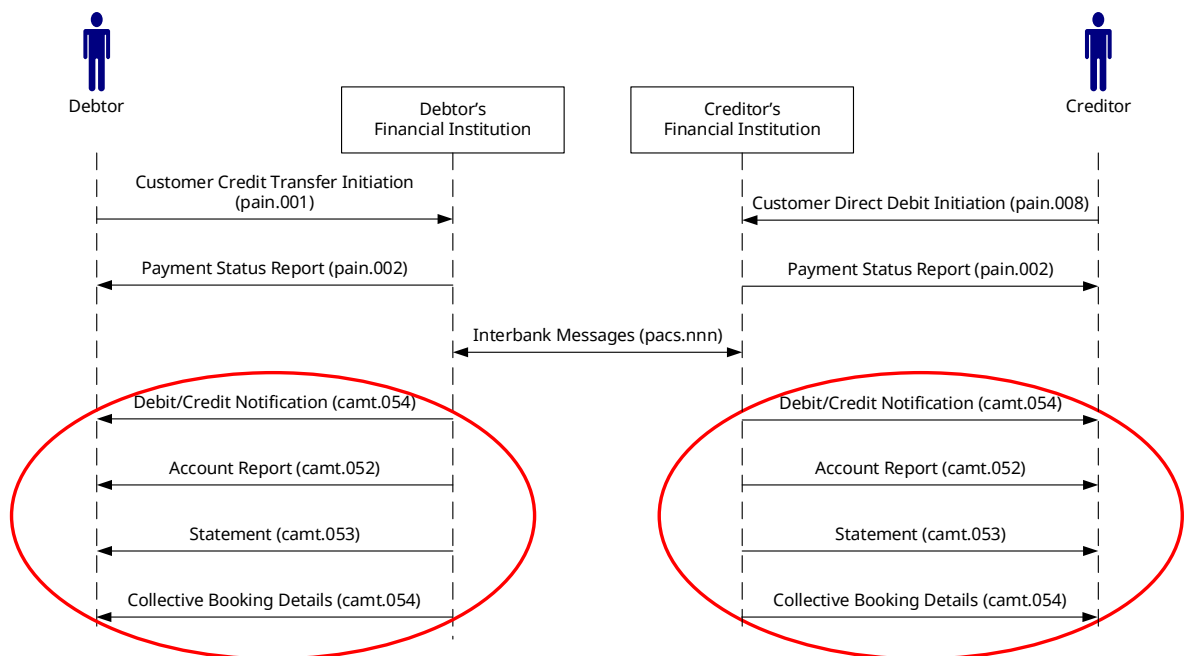 Debtor
Debtor’s
Financial Institution
Creditor’s
Financial Institution
Creditor
Customer Credit Transfer Initiation
(pain.001)
Customer Direct Debit Initiation (pain.008)
Payment Status Report (pain.002)
Payment Status Report (pain.002)
Interbank Messages (pacs.nnn)
Debit/Credit Notification (camt.054)
Debit/Credit Notification (camt.054)
Account Report (camt.052)
Account Report (camt.052)
Statement (camt.053)
Statement (camt.053)
Collective Booking Details (camt.054)
Collective Booking Details (camt.054)